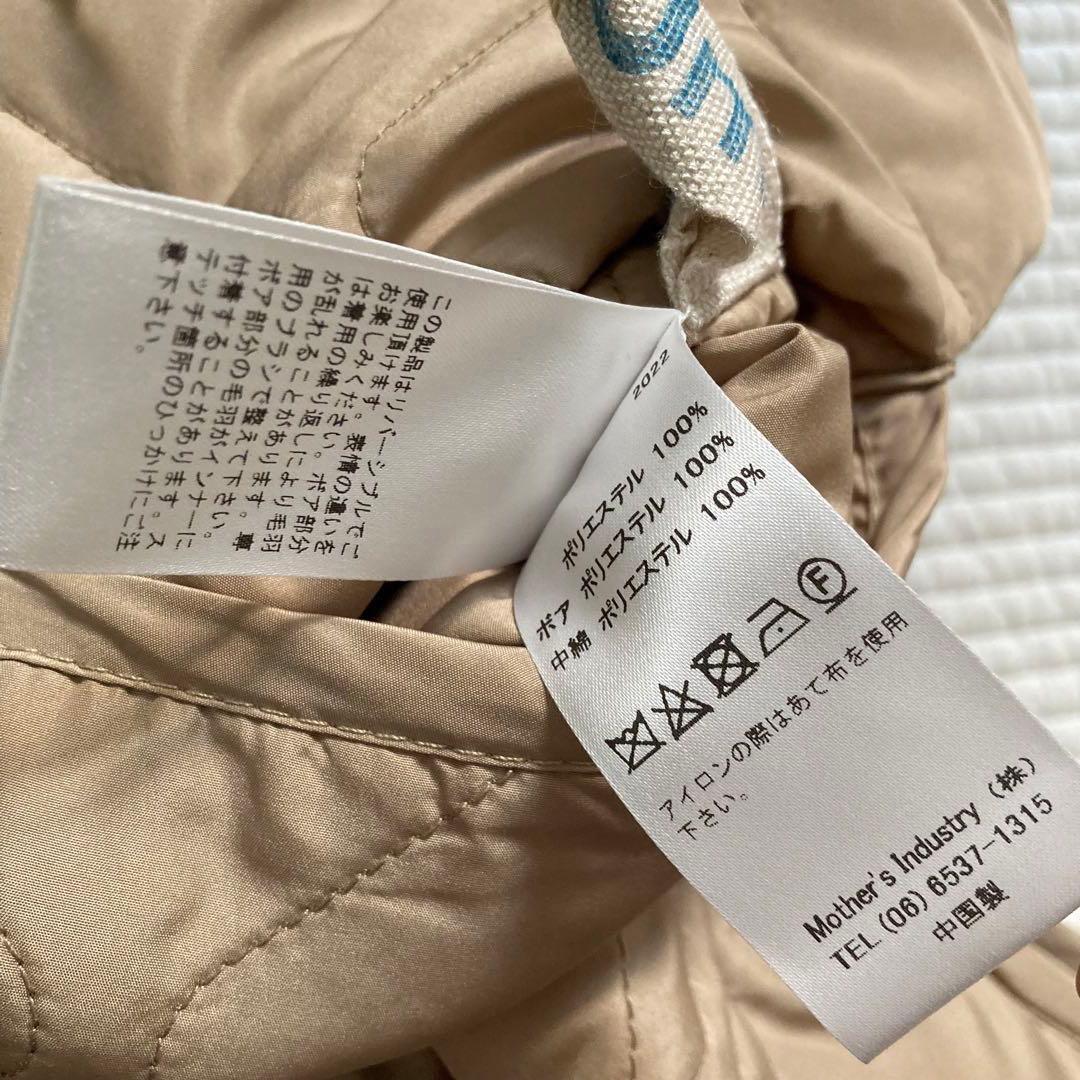 この製品はリバーシブルでご
使用頂けます。表情の違いを
お楽しみください。ボア部分
は着用の繰り返しにより毛羽
が乱れることがあります。専
用のブラシで整えて下さい。
ボア部分の毛羽がインナーに
付着することがあります。ス
テッチ箇所のひっかけにご注
意下さい。
2022
ポリエステル 100%
ボア ポリエステル 100%
中綿 ポリエステル 100%
F
アイロンの際はあて布を使用
下さい。
Mother's Industry (株)
TEL (06) 6537-1315
中国製